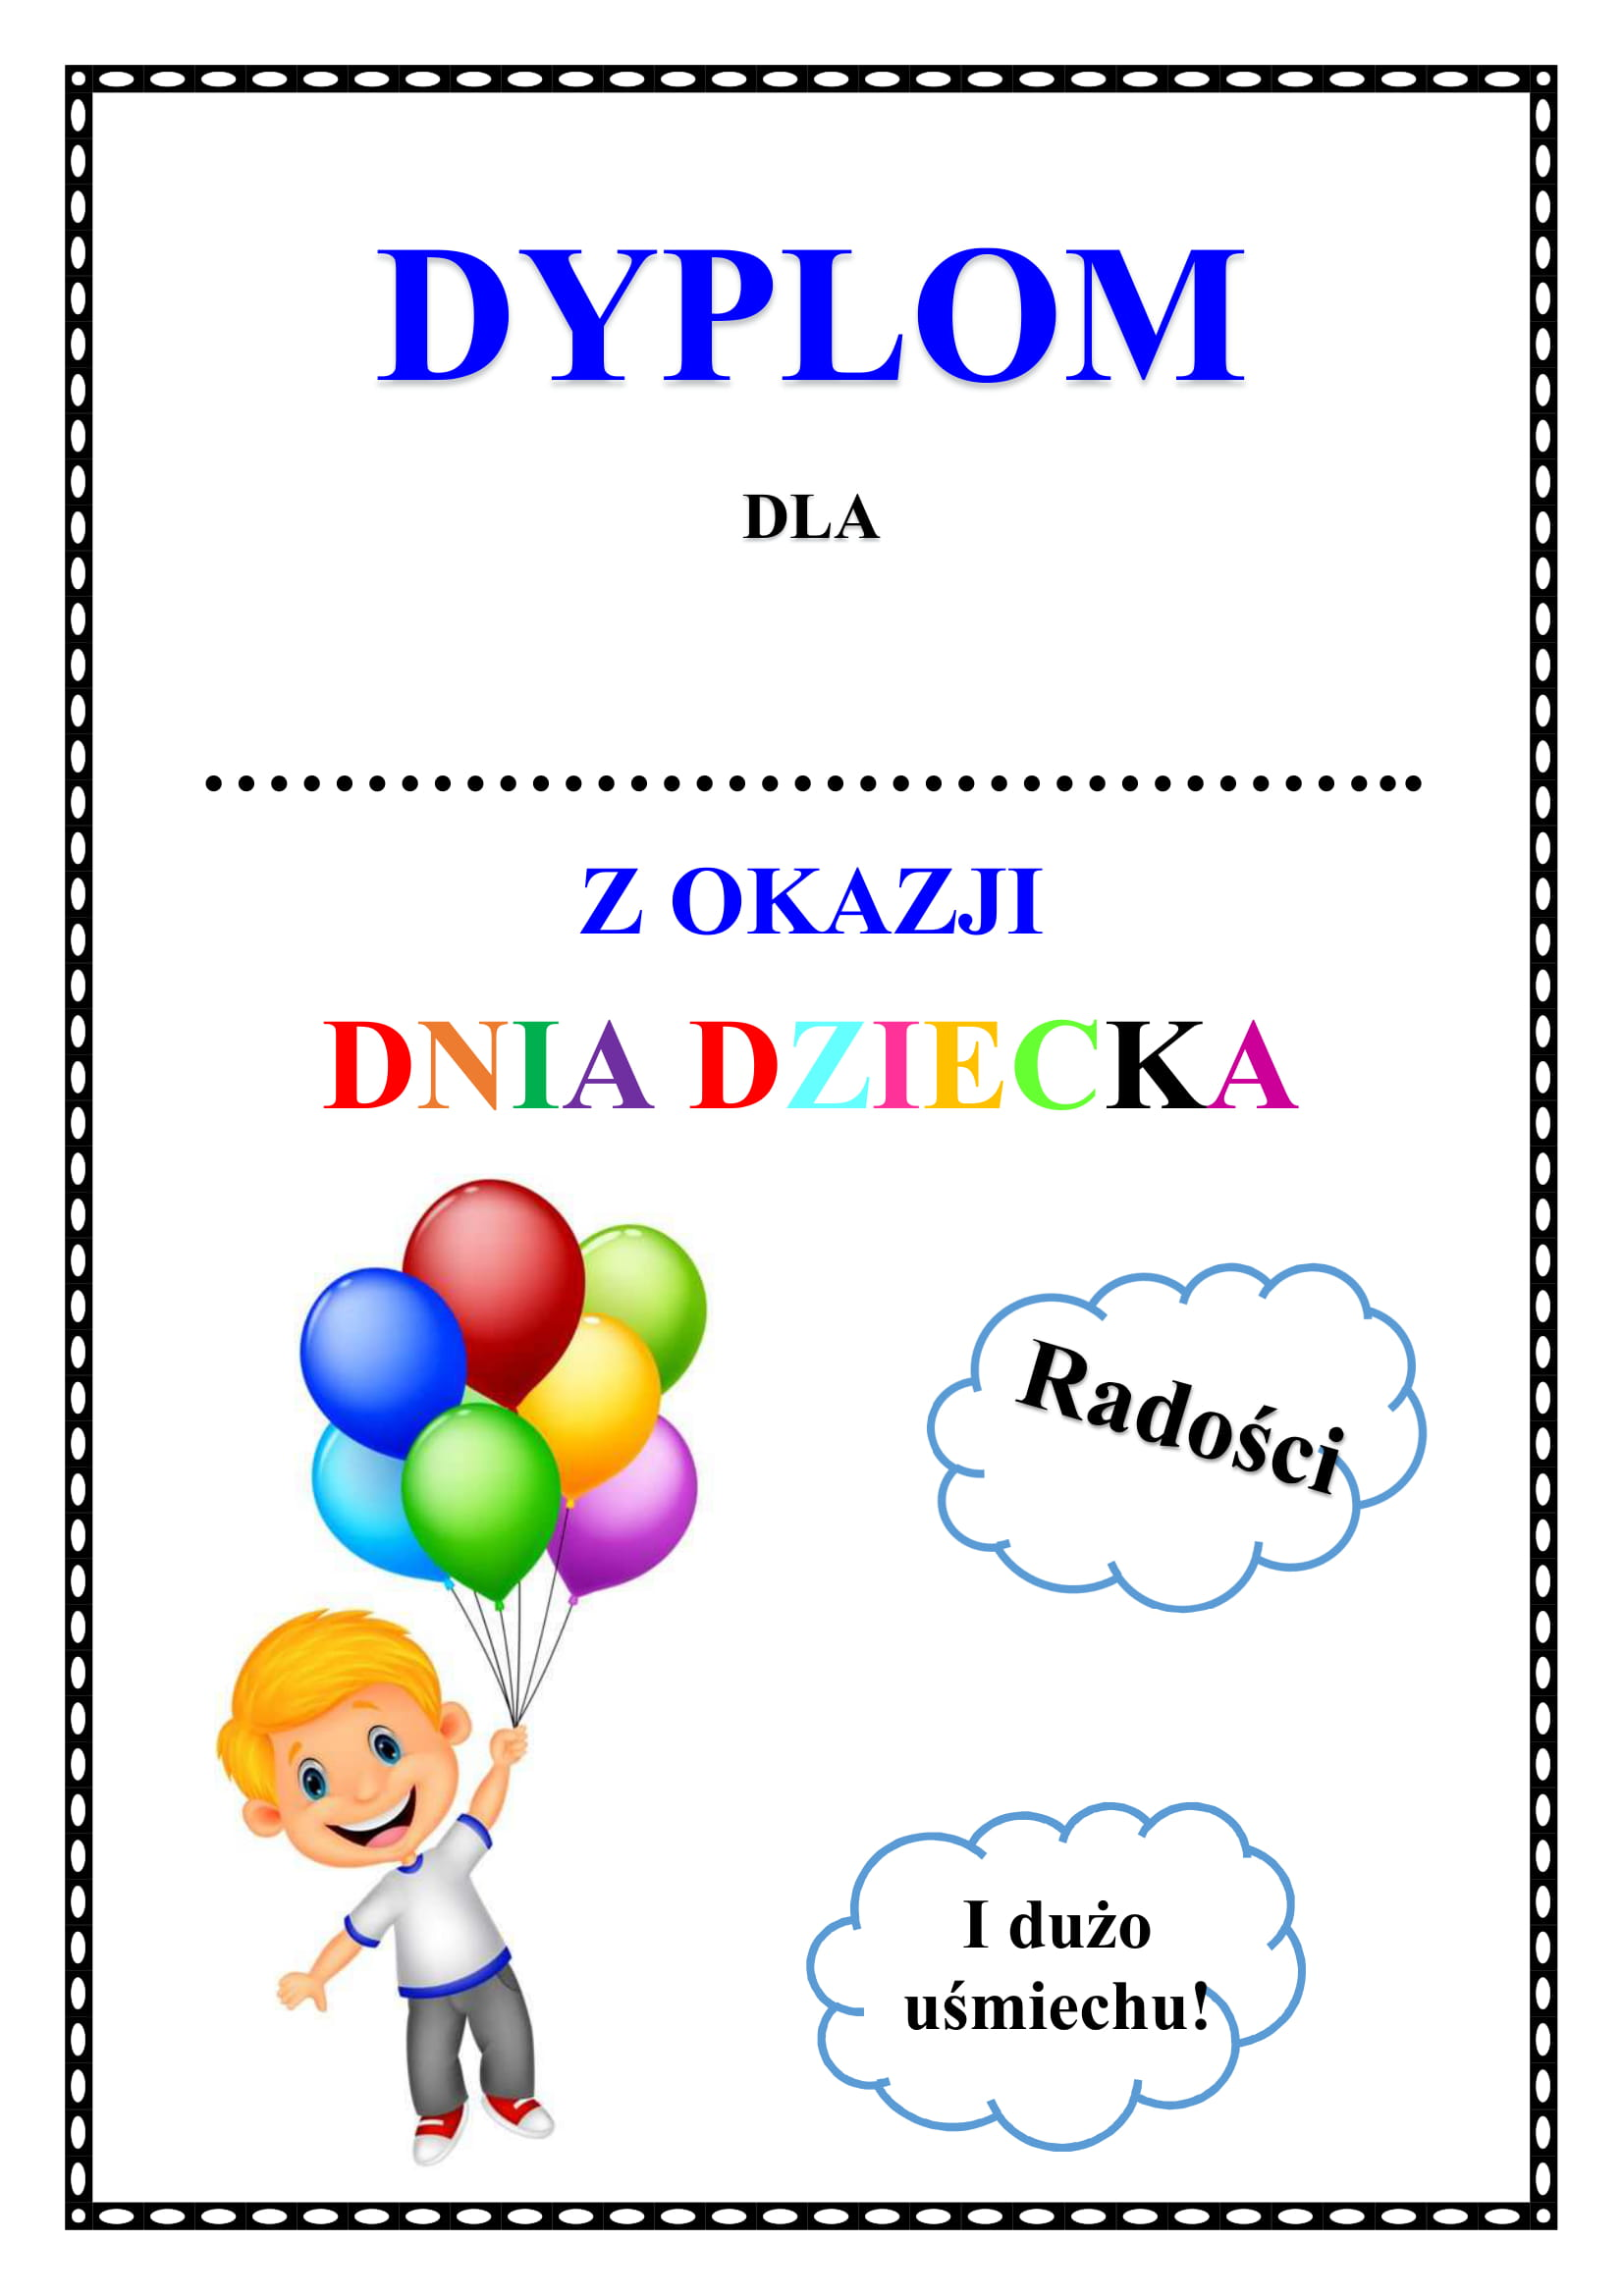 DYPLOM
DLA
......................................
Z OKAZJI
DNIA DZIECKA
Radości
I dużo
uśmiechu!